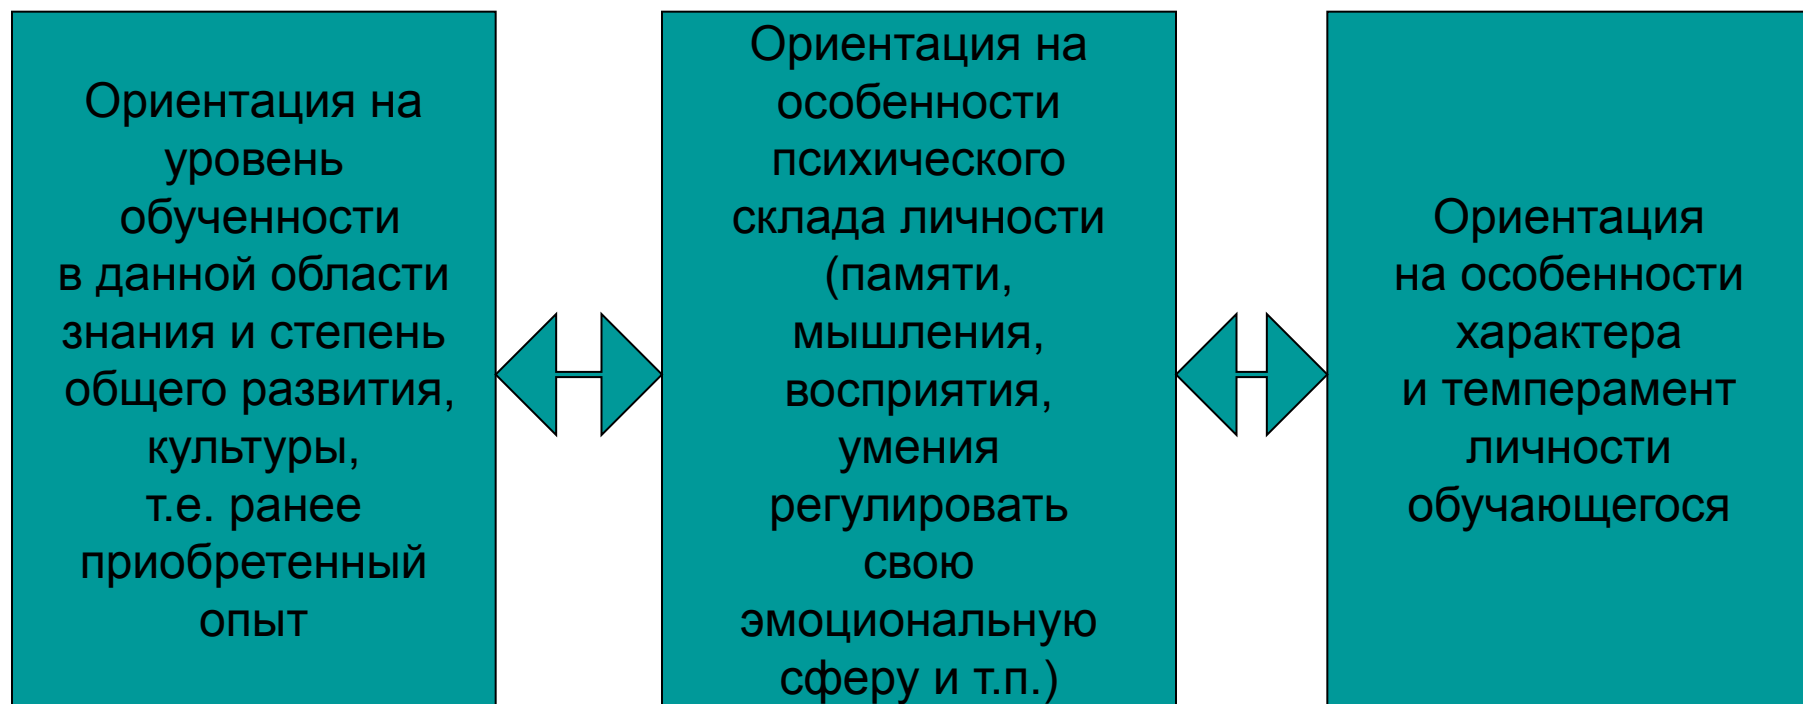 Ориентация на
уровень
обученности
в данной области
знания и степень
общего развития,
культуры,
т.е. ранее
приобретенный
опыт
Ориентация на
особенности
психического
склада личности
(памяти,
мышления,
восприятия,
умения
регулировать
свою
эмоциональную
сферу и т.п.)
Ориентация
на особенности
характера
и темперамент
личности
обучающегося